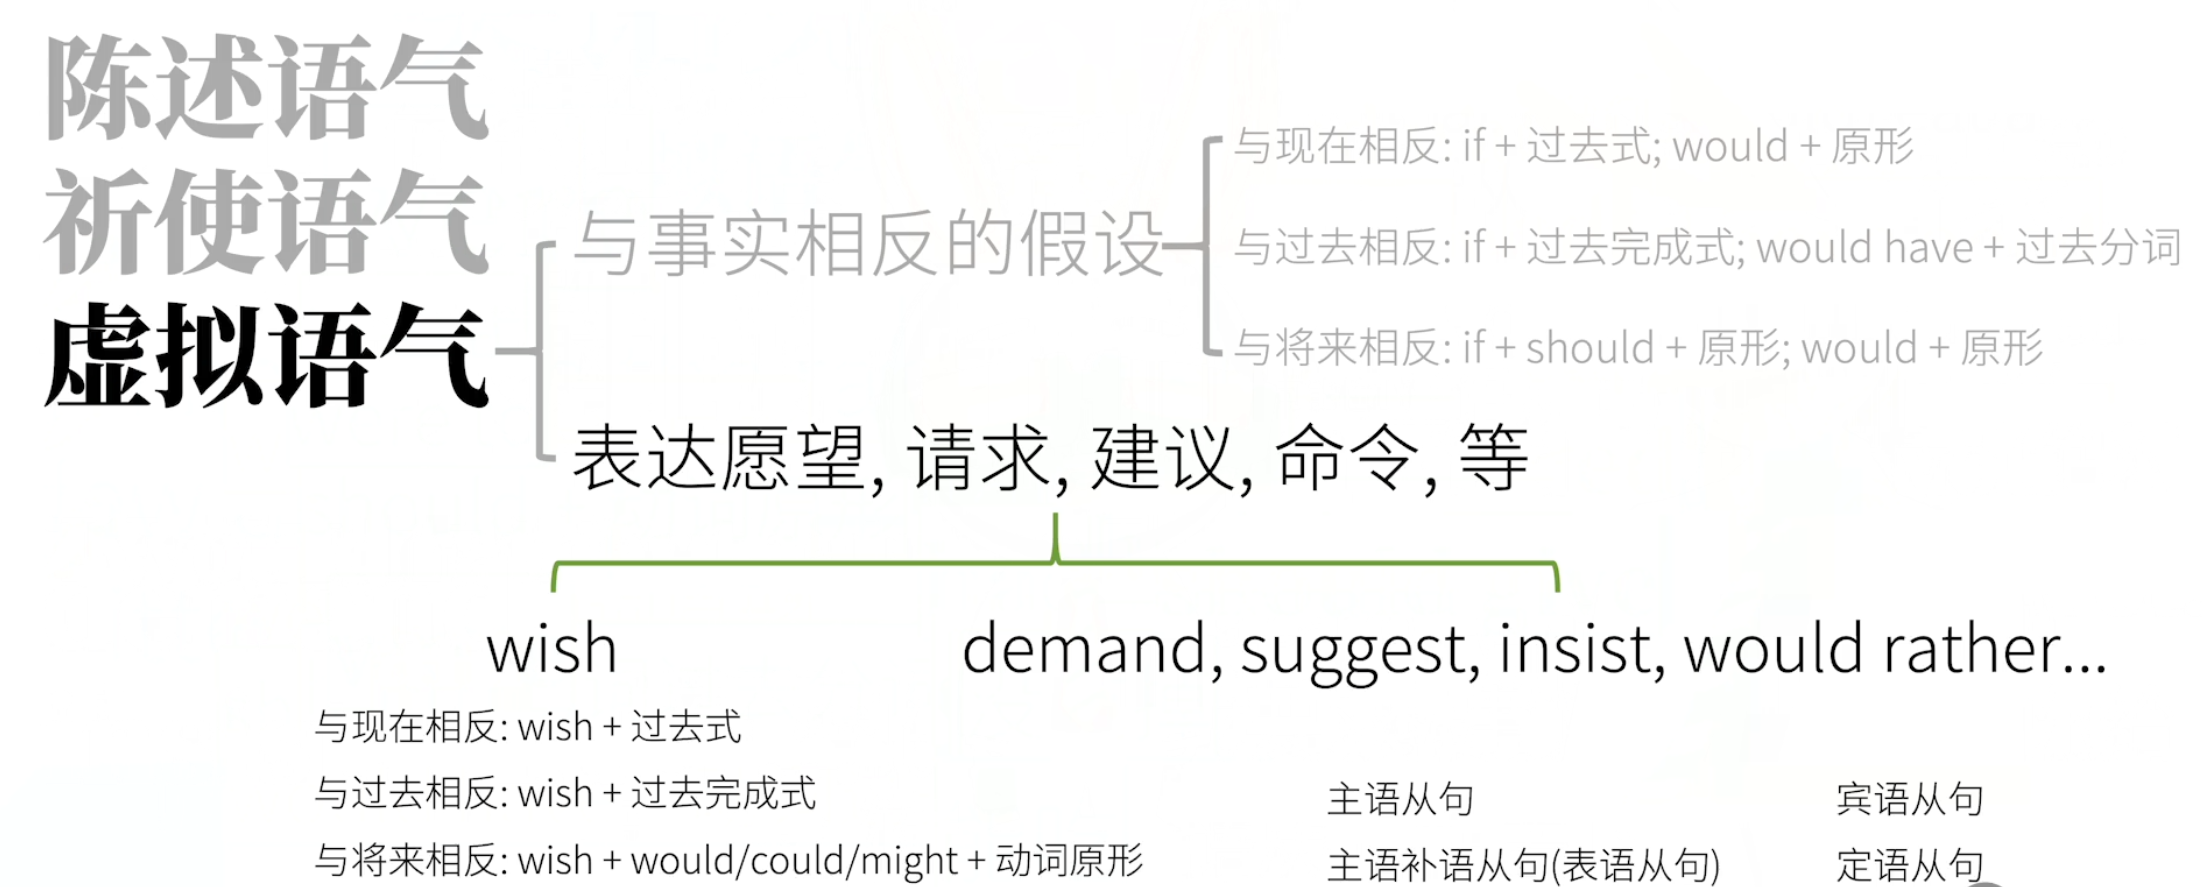 陈述语气
祈使语气
虚拟语气
与事实相反的假设
与现在相反: if + 过去式; would + 原形
与过去相反: if + 过去完成式; would have + 过去分词
与将来相反: if + should + 原形; would + 原形
表达愿望, 请求, 建议, 命令, 等
wish
与现在相反: wish + 过去式
与过去相反: wish + 过去完成式
与将来相反: wish + would/could/might + 动词原形
demand, suggest, insist, would rather...
主语从句 宾语从句
主语补语从句(表语从句) 定语从句